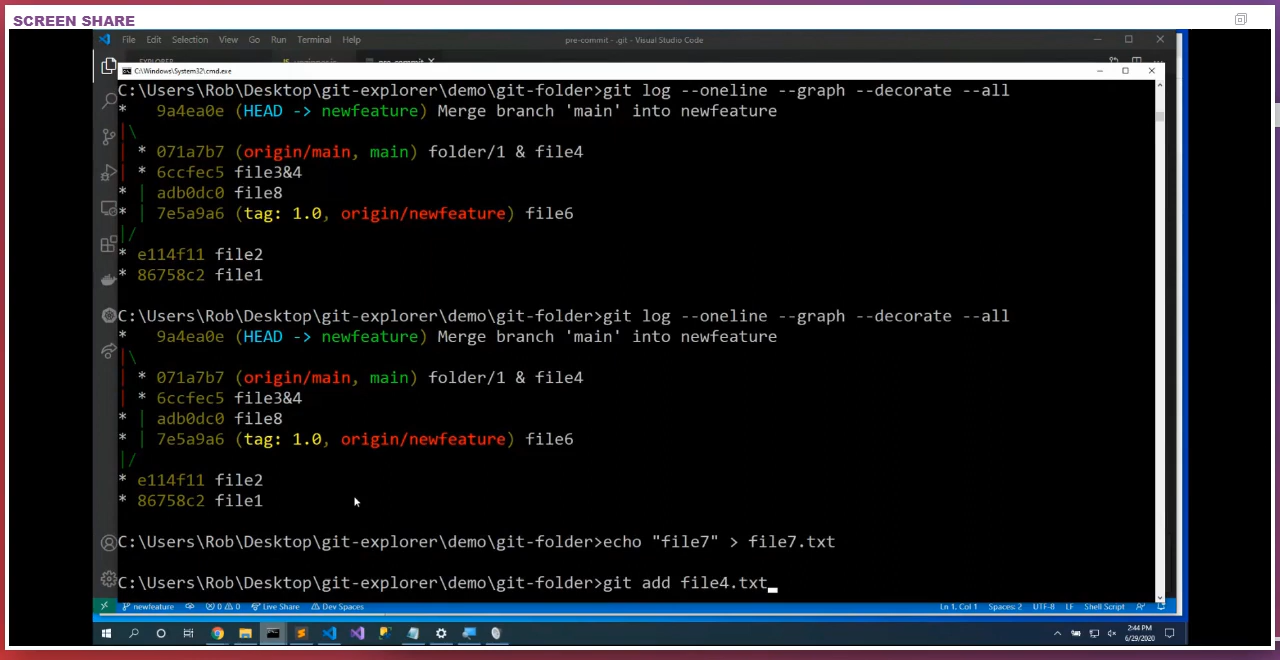 SCREEN SHARE
File Edit Selection View Go Run Terminal Help pre-commit - .git - Visual Studio Code
C:\Windows\System32\cmd.exe
C:\Users\Rob\Desktop\git-explorer\demo\git-folder>git log --oneline --graph --decorate --all
* 9a4ea0e (HEAD -> newfeature) Merge branch 'main' into newfeature
|\
| * 071a7b7 (origin/main, main) folder/1 & file4
| * 6ccfec5 file3&4
* | adb0dc0 file8
* | 7e5a9a6 (tag: 1.0, origin/newfeature) file6
|/
* e114f11 file2
* 86758c2 file1
C:\Users\Rob\Desktop\git-explorer\demo\git-folder>git log --oneline --graph --decorate --all
* 9a4ea0e (HEAD -> newfeature) Merge branch 'main' into newfeature
|\
| * 071a7b7 (origin/main, main) folder/1 & file4
| * 6ccfec5 file3&4
* | adb0dc0 file8
* | 7e5a9a6 (tag: 1.0, origin/newfeature) file6
|/
* e114f11 file2
* 86758c2 file1
C:\Users\Rob\Desktop\git-explorer\demo\git-folder>echo "file7" > file7.txt
C:\Users\Rob\Desktop\git-explorer\demo\git-folder>git add file4.txt_
newfeature 0 0 Live Share Dev Spaces Ln 1, Col 1 Spaces: 2 UTF-8 LF Shell Script
2:44 PM
6/29/2020